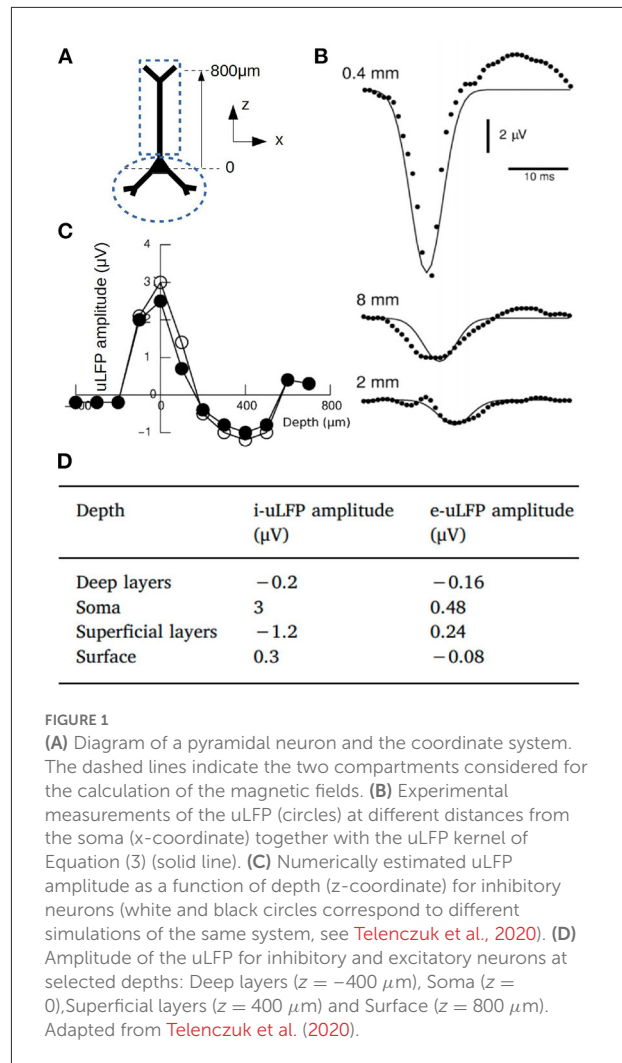 A
800μm
z
x
0
B
0.4 mm
2 μV
10 ms
8 mm
2 mm
C
uLFP amplitude (μV)
4
3
2
1
0
-1
400
800
Depth (μm)
D
Depth i-uLFP amplitude (μV) e-uLFP amplitude (μV)
Deep layers −0.2 −0.16
Soma 3 0.48
Superficial layers −1.2 0.24
Surface 0.3 −0.08
FIGURE 1
(A) Diagram of a pyramidal neuron and the coordinate system.
The dashed lines indicate the two compartments considered for
the calculation of the magnetic fields. (B) Experimental
measurements of the uLFP (circles) at different distances from
the soma (x-coordinate) together with the uLFP kernel of
Equation (3) (solid line). (C) Numerically estimated uLFP
amplitude as a function of depth (z-coordinate) for inhibitory
neurons (white and black circles correspond to different
simulations of the same system, see Telenczuk et al., 2020). (D)
Amplitude of the uLFP for inhibitory and excitatory neurons at
selected depths: Deep layers (z = −400 μm), Soma (z =
0),Superficial layers (z = 400 μm) and Surface (z = 800 μm).
Adapted from Telenczuk et al. (2020).